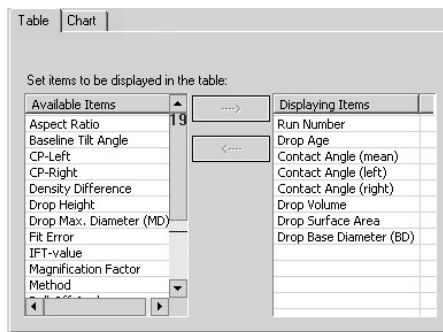 Table Chart
Set items to be displayed in the table:
Available Items
19
Aspect Ratio
Baseline Tilt Angle
CP-Left
CP-Right
Density Difference
Drop Height
Drop Max. Diameter (MD)
Fit Error
IFT-value
Magnification Factor
Method
---->
<----
Displaying Items
Run Number
Drop Age
Contact Angle (mean)
Contact Angle (left)
Contact Angle (right)
Drop Volume
Drop Surface Area
Drop Base Diameter (BD)